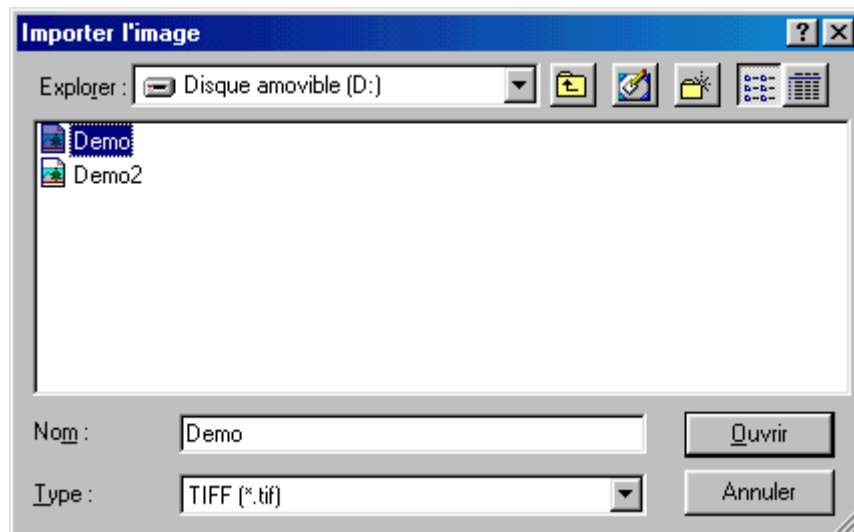 Importer l'image
Explorer : Disque amovible (D:)
Demo
Demo2
Nom : Demo Ouvrir
Type : TIFF (*.tif) Annuler